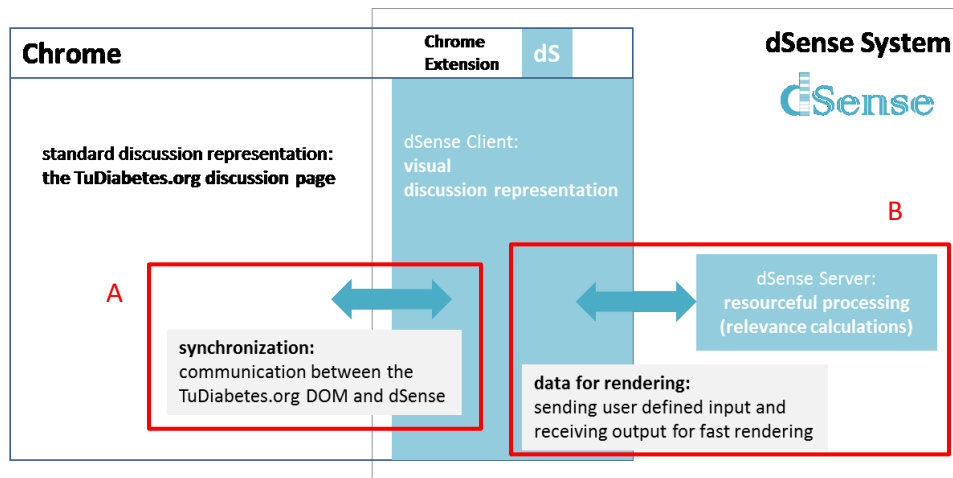 Chrome
Chrome
Extension
dS
dSense System
dSense
standard discussion representation:
the TuDiabetes.org discussion page
dSense Client:
visual
discussion representation
A
B
synchronization:
communication between the
TuDiabetes.org DOM and dSense
dSense Server:
resourceful processing
(relevance calculations)
data for rendering:
sending user defined input and
receiving output for fast rendering